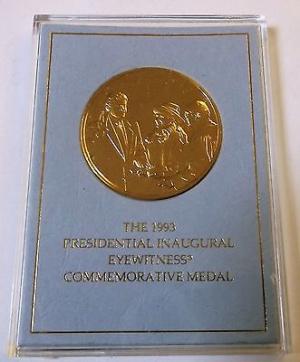 THE 1993
PRESIDENTIAL INAUGURAL
EYEWITNESS®
COMMEMORATIVE MEDAL